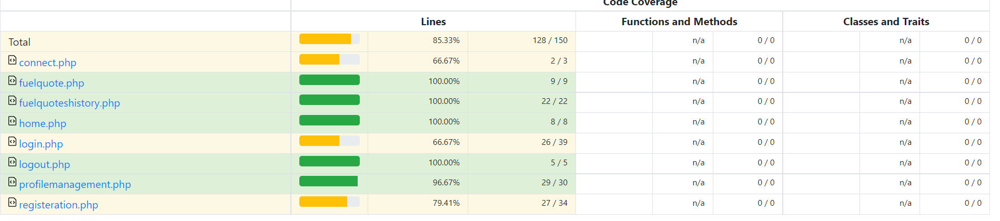 Code Coverage
Lines Functions and Methods Classes and Traits
Total 85.33% 128 / 150 n/a 0 / 0 n/a 0 / 0
connect.php 66.67% 2 / 3 n/a 0 / 0 n/a 0 / 0
fuelquote.php 100.00% 9 / 9 n/a 0 / 0 n/a 0 / 0
fuelquoteshistory.php 100.00% 22 / 22 n/a 0 / 0 n/a 0 / 0
home.php 100.00% 8 / 8 n/a 0 / 0 n/a 0 / 0
login.php 66.67% 26 / 39 n/a 0 / 0 n/a 0 / 0
logout.php 100.00% 5 / 5 n/a 0 / 0 n/a 0 / 0
profilemanagement.php 96.67% 29 / 30 n/a 0 / 0 n/a 0 / 0
registeration.php 79.41% 27 / 34 n/a 0 / 0 n/a 0 / 0